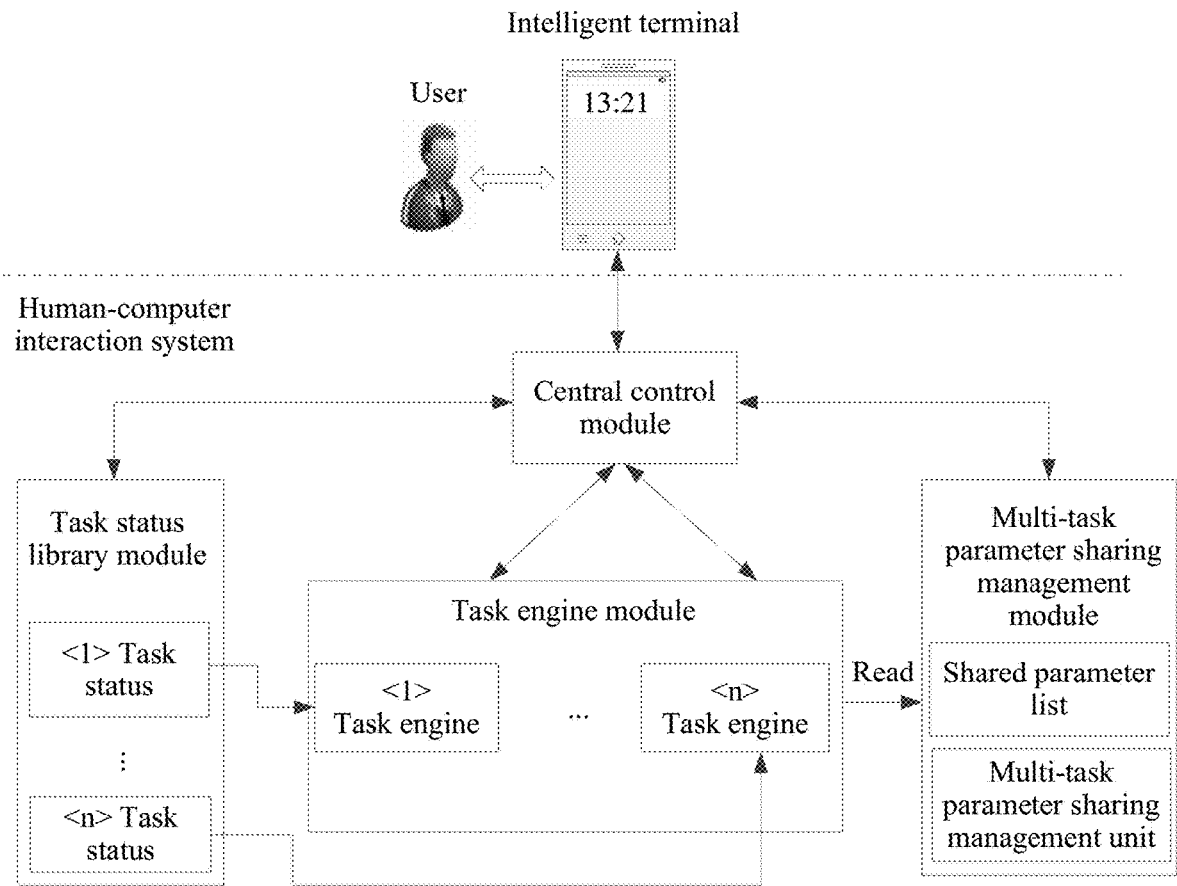 Intelligent terminal
User
13:21
Human-computer
interaction system
Central control
module
Task status
library module
<1> Task
status
⋮
<n> Task
status
Task engine module
<1>
Task engine
...
<n>
Task engine
Read
Multi-task
parameter sharing
management
module
Shared parameter
list
Multi-task
parameter sharing
management unit